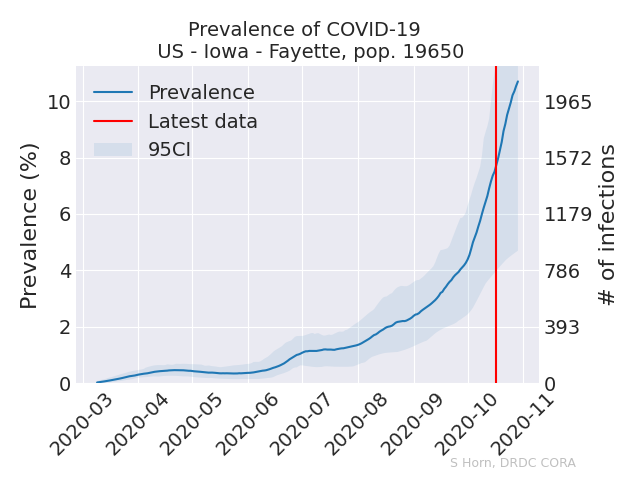 Prevalence of COVID-19
US - Iowa - Fayette, pop. 19650
Prevalence
Latest data
95CI
Prevalence (%)
10
8
6
4
2
0
1965
1572
1179
786
393
0
# of infections
2020-03
2020-04
2020-05
2020-06
2020-07
2020-08
2020-09
2020-10
2020-11
S Horn, DRDC CORA